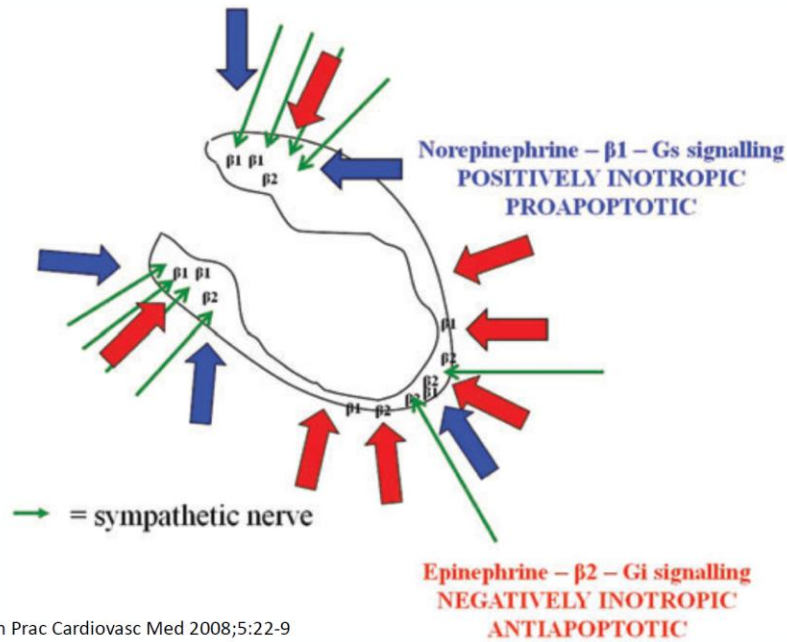 β1 β1
β2
Norepinephrine – β1 – Gs signalling
POSITIVELY INOTROPIC
PROAPOPTOTIC
β1 β1
β2
β1
β2
β2
β1
β2
β1 β2
= sympathetic nerve
Epinephrine – β2 – Gi signalling
NEGATIVELY INOTROPIC
ANTIAPOPTOTIC
Prac Cardiovasc Med 2008;5:22-9